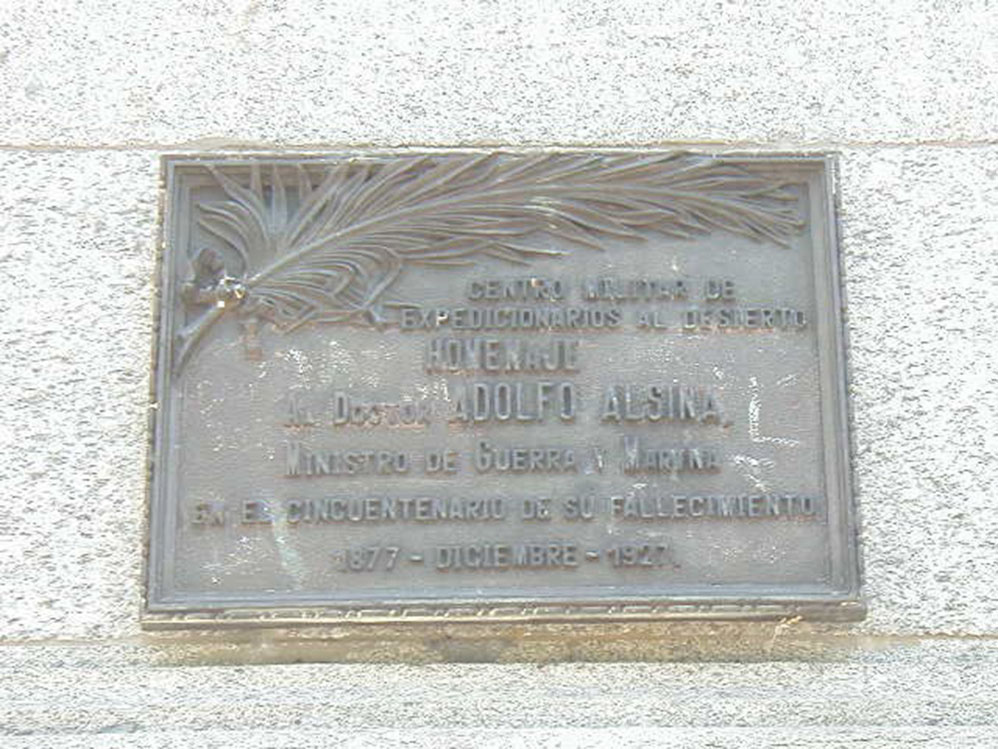 CENTRO MILITAR DE
EXPEDICIONARIOS AL DESIERTO
HOMENAJE
AL DOCTOR ADOLFO ALSINA,
MINISTRO DE GUERRA Y MARINA
EN EL CINCUENTENARIO DE SU FALLECIMIENTO
1877 - DICIEMBRE - 1927.